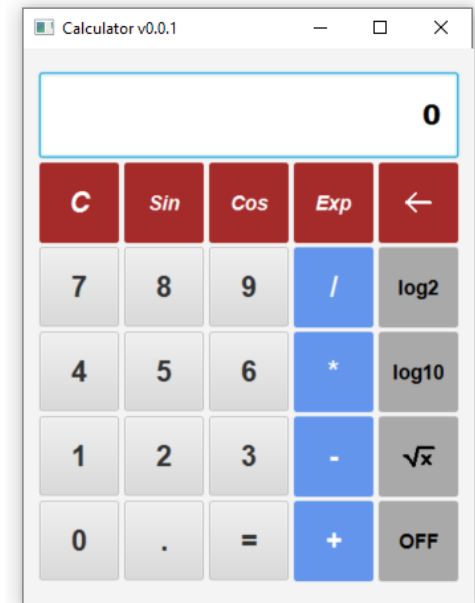 Calculator v0.0.1
0
C Sin Cos Exp ←
7 8 9 / log2
4 5 6 * log10
1 2 3 - √x
0 . = + OFF